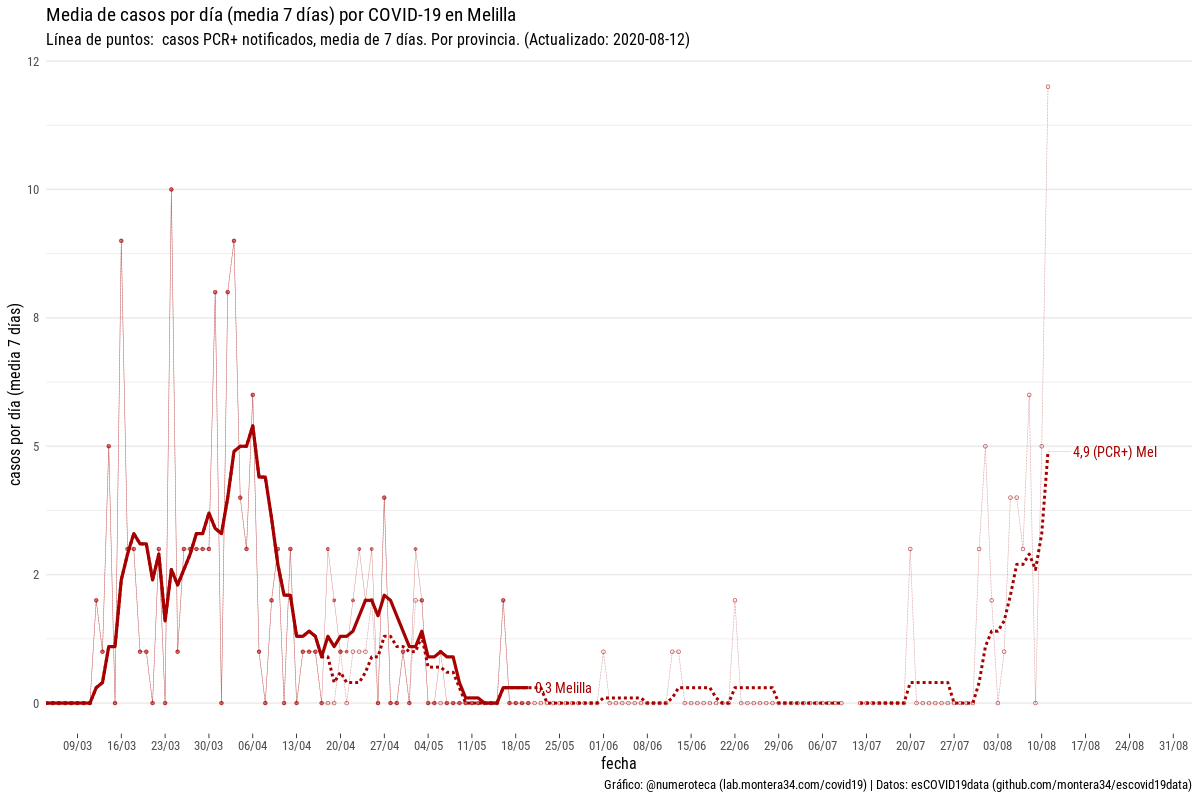 Media de casos por día (media 7 días) por COVID-19 en Melilla
Línea de puntos:  casos PCR+ notificados, media de 7 días. Por provincia. (Actualizado: 2020-08-12)
12
10
8
5
2
0
casos por día (media 7 días)
4,9 (PCR+) Mel
0,3 Melilla
09/03 16/03 23/03 30/03 06/04 13/04 20/04 27/04 04/05 11/05 18/05 25/05 01/06 08/06 15/06 22/06 29/06 06/07 13/07 20/07 27/07 03/08 10/08 17/08 24/08 31/08
fecha
Gráfico: @numeroteca (lab.montera34.com/covid19) | Datos: esCOVID19data (github.com/montera34/escovid19data)